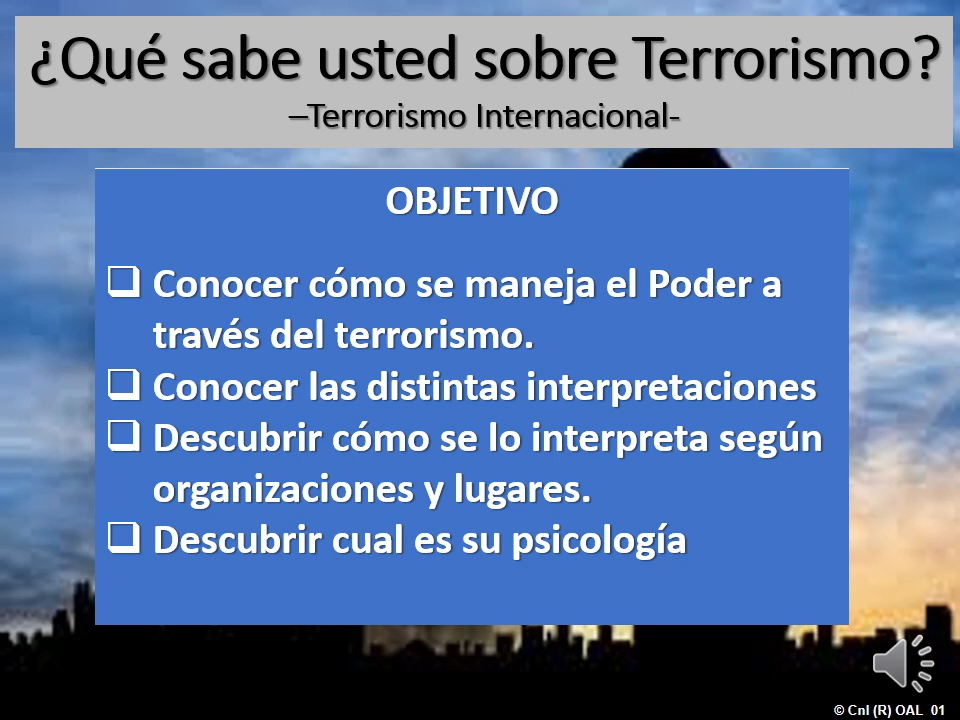 ¿Qué sabe usted sobre Terrorismo?
–Terrorismo Internacional-
OBJETIVO
❑ Conocer cómo se maneja el Poder a
través del terrorismo.
❑ Conocer las distintas interpretaciones
❑ Descubrir cómo se lo interpreta según
organizaciones y lugares.
❑ Descubrir cual es su psicología
© Cnl (R) OAL 01